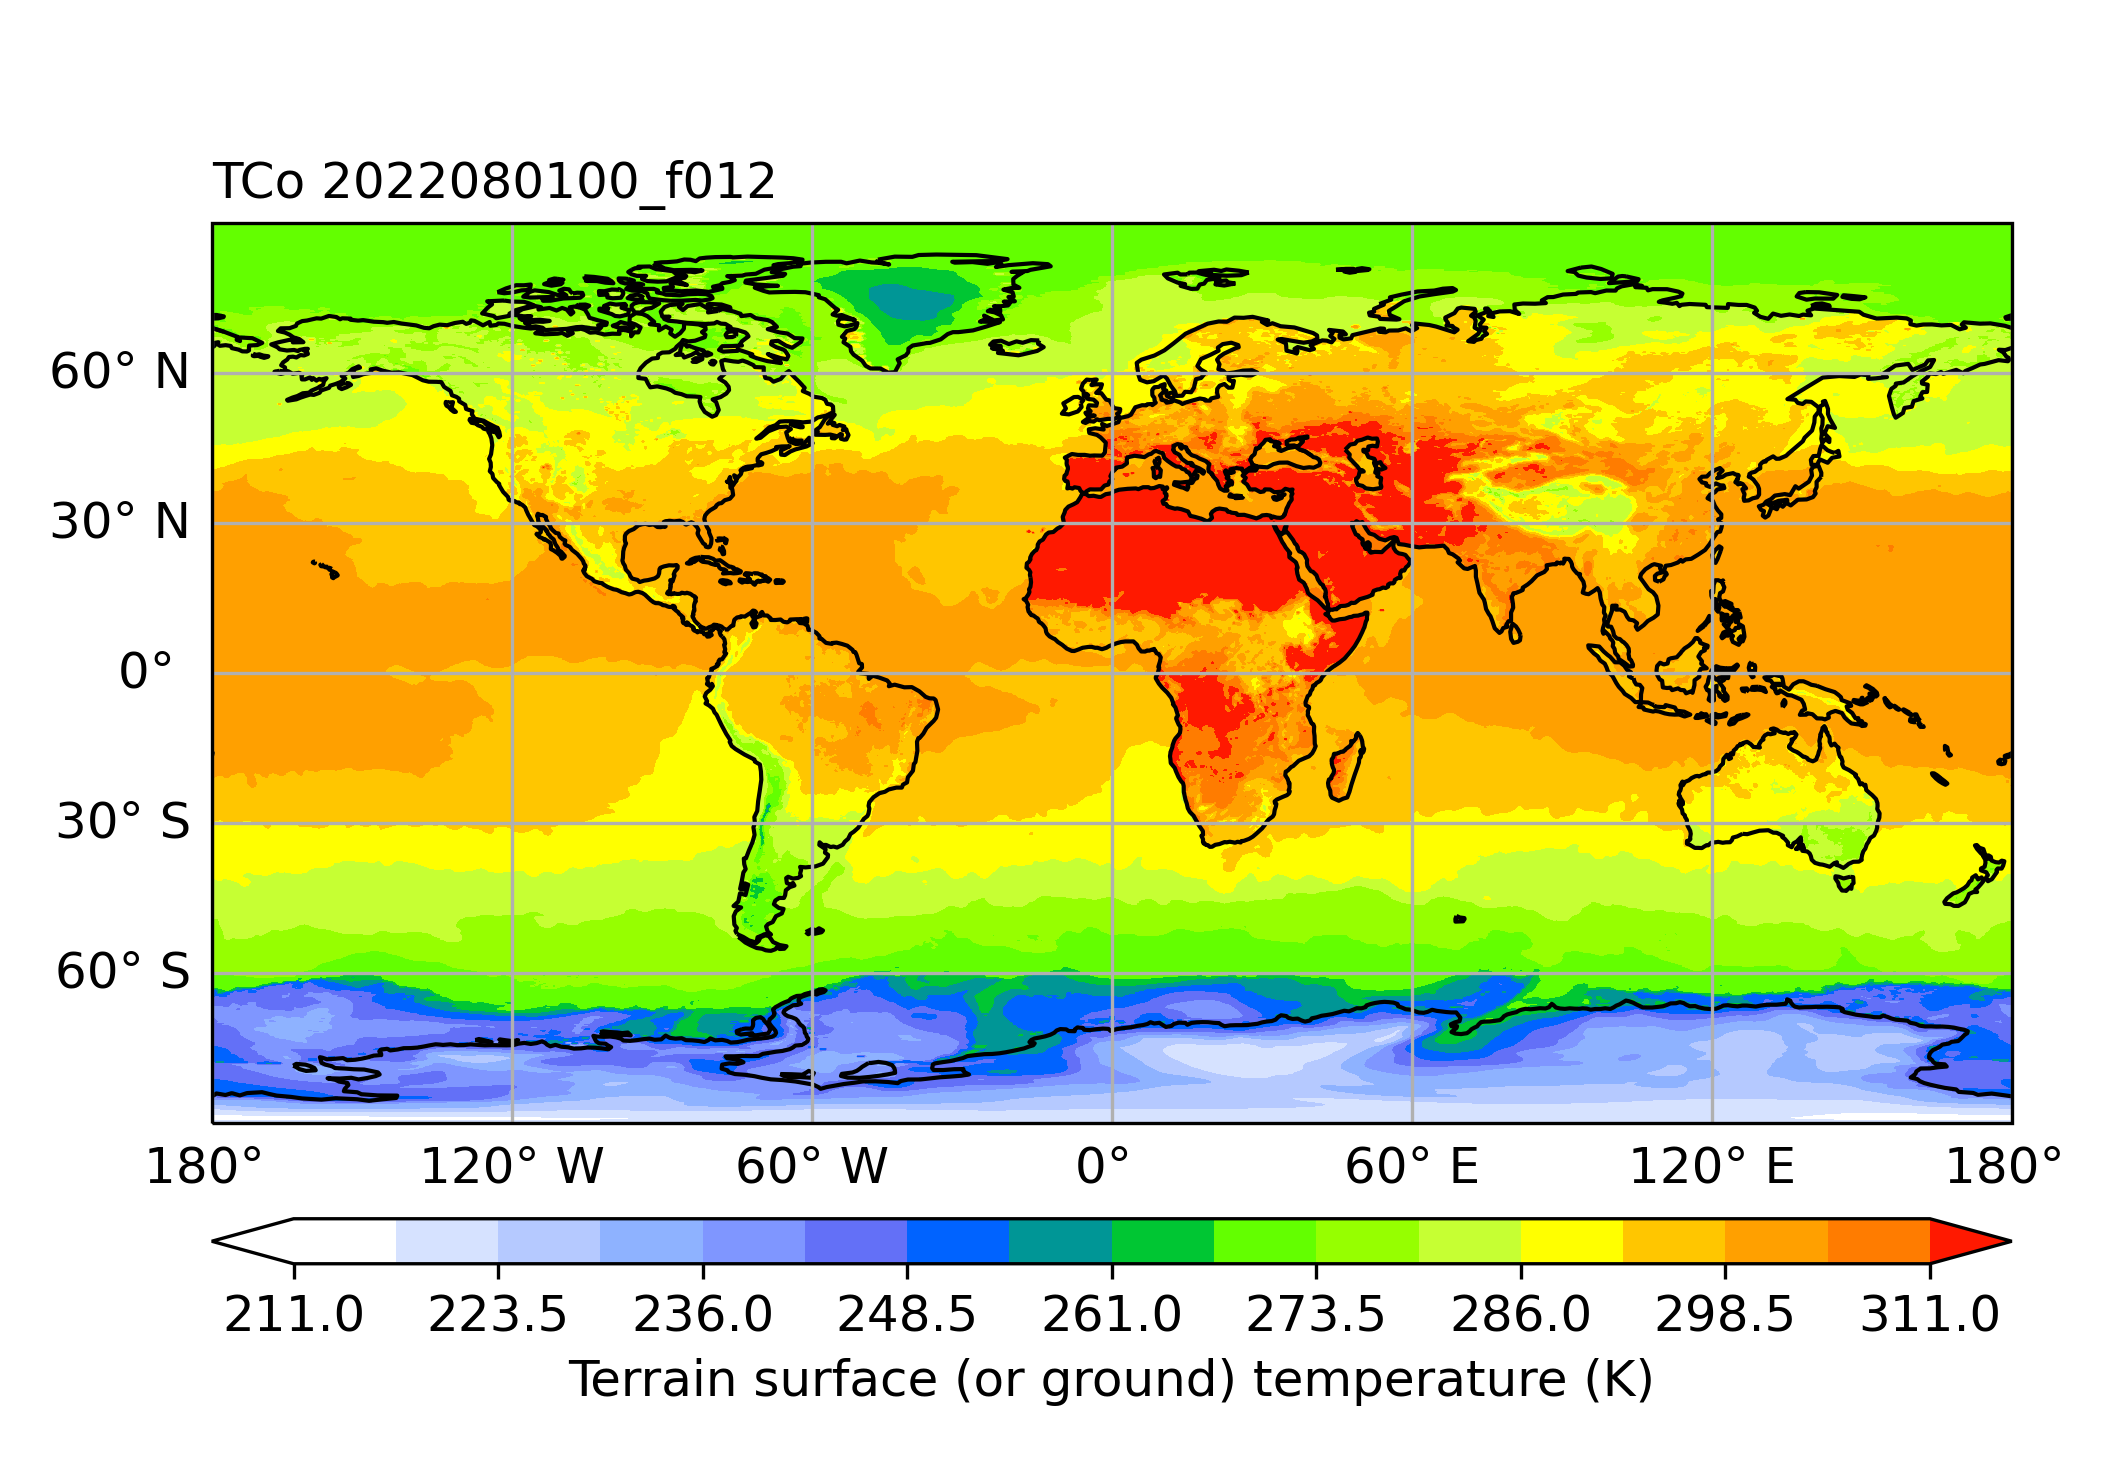 TCo 2022080100_f012
60° N
30° N
0°
30° S
60° S
180° 120° W 60° W 0° 60° E 120° E 180°
211.0 223.5 236.0 248.5 261.0 273.5 286.0 298.5 311.0
Terrain surface (or ground) temperature (K)